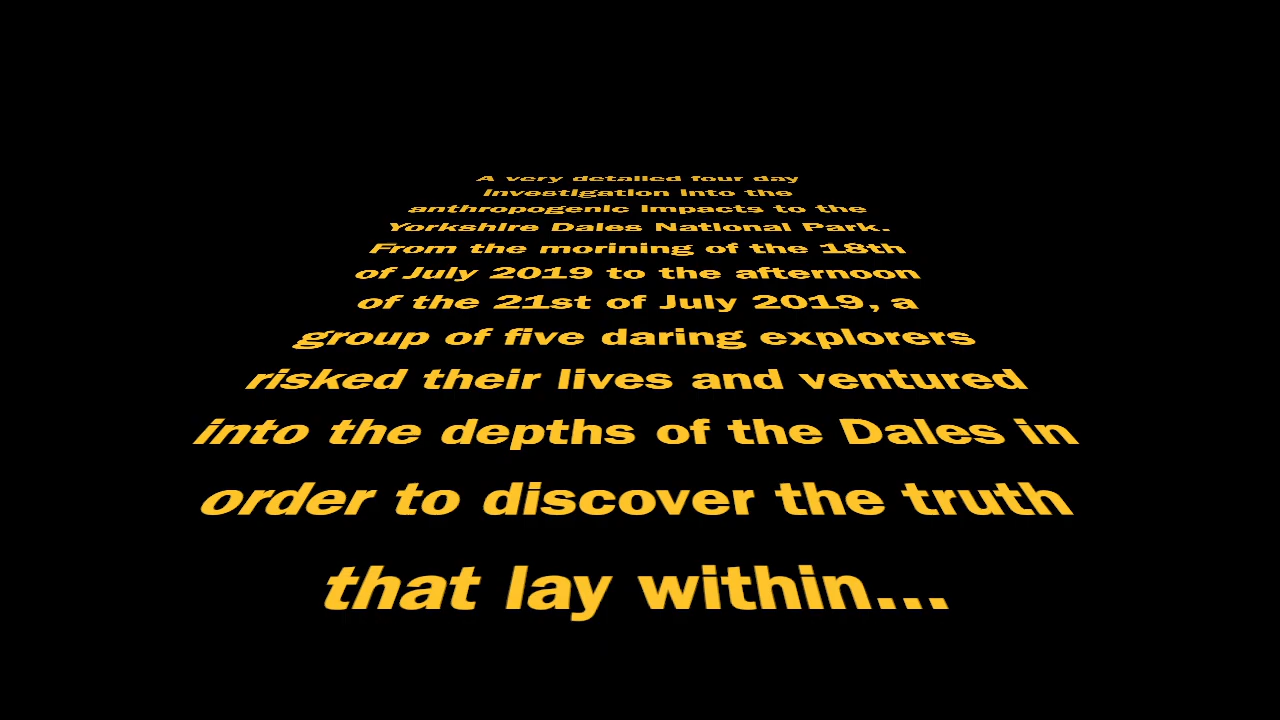 A very detailed four day
investigation into the
anthropogenic impacts to the
Yorkshire Dales National Park.
From the morining of the 18th
of July 2019 to the afternoon
of the 21st of July 2019, a
group of five daring explorers
risked their lives and ventured
into the depths of the Dales in
order to discover the truth
that lay within...